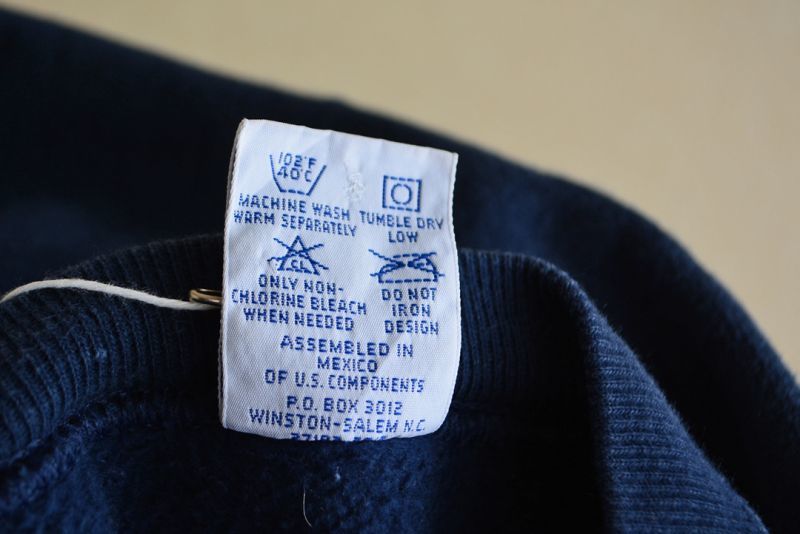 102°F
40°C
MACHINE WASH
WARM SEPARATELY
TUMBLE DRY
LOW
CL
ONLY NON-
CHLORINE BLEACH
WHEN NEEDED
DO NOT
IRON
DESIGN
ASSEMBLED IN
MEXICO
OF U.S. COMPONENTS
P.O. BOX 3012
WINSTON-SALEM N.C.